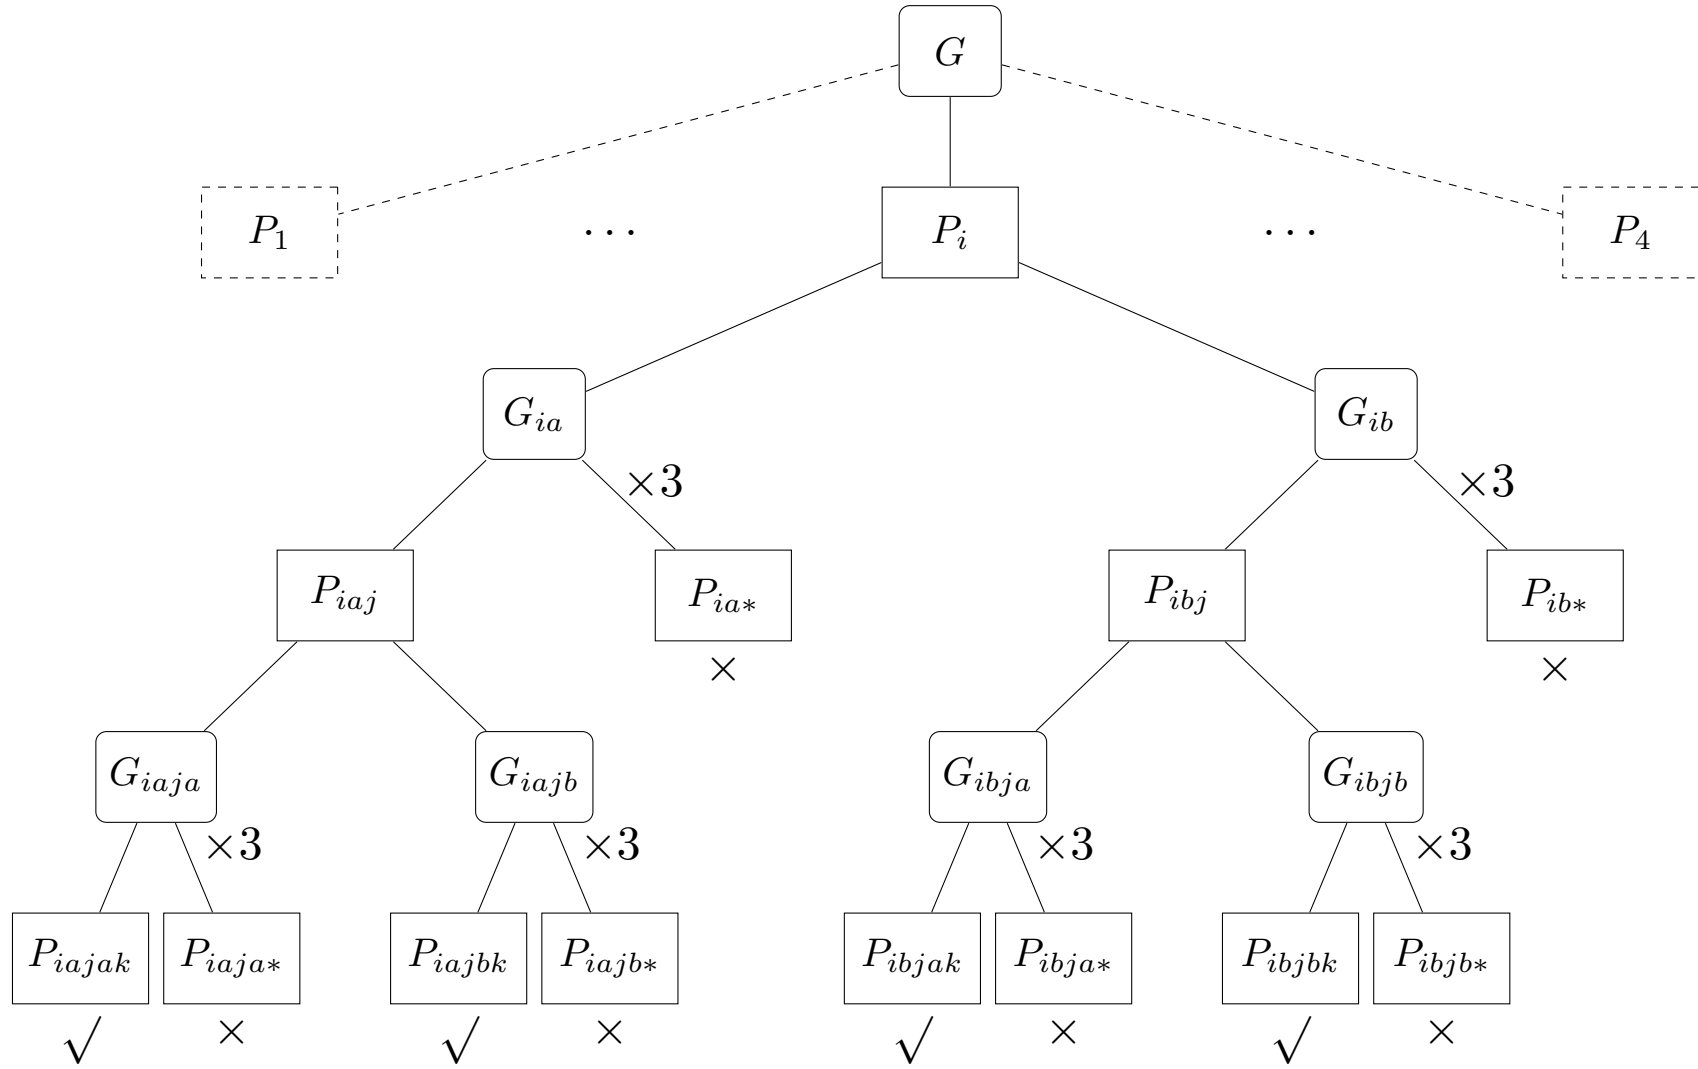 G
P_1 ⋯ P_i ⋯ P_4
G_{ia} G_{ib}
×3 ×3
P_{iaj} P_{ia*} P_{ibj} P_{ib*}
× ×
G_{iaja} G_{iajb} G_{ibja} G_{ibjb}
×3 ×3 ×3 ×3
P_{iajak} P_{iaja*} P_{iajbk} P_{iajb*} P_{ibjak} P_{ibja*} P_{ibjbk} P_{ibjb*}
√ × √ × √ × √ ×